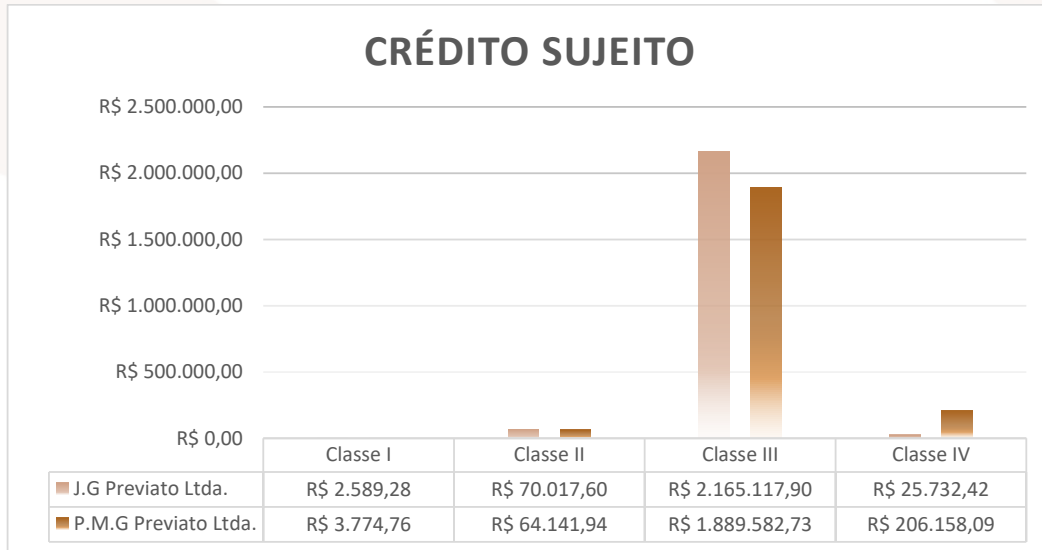 CRÉDITO SUJEITO
R$ 2.500.000,00
R$ 2.000.000,00
R$ 1.500.000,00
R$ 1.000.000,00
R$ 500.000,00
R$ 0,00
Classe I Classe II Classe III Classe IV
J.G Previato Ltda. R$ 2.589,28 R$ 70.017,60 R$ 2.165.117,90 R$ 25.732,42
P.M.G Previato Ltda. R$ 3.774,76 R$ 64.141,94 R$ 1.889.582,73 R$ 206.158,09